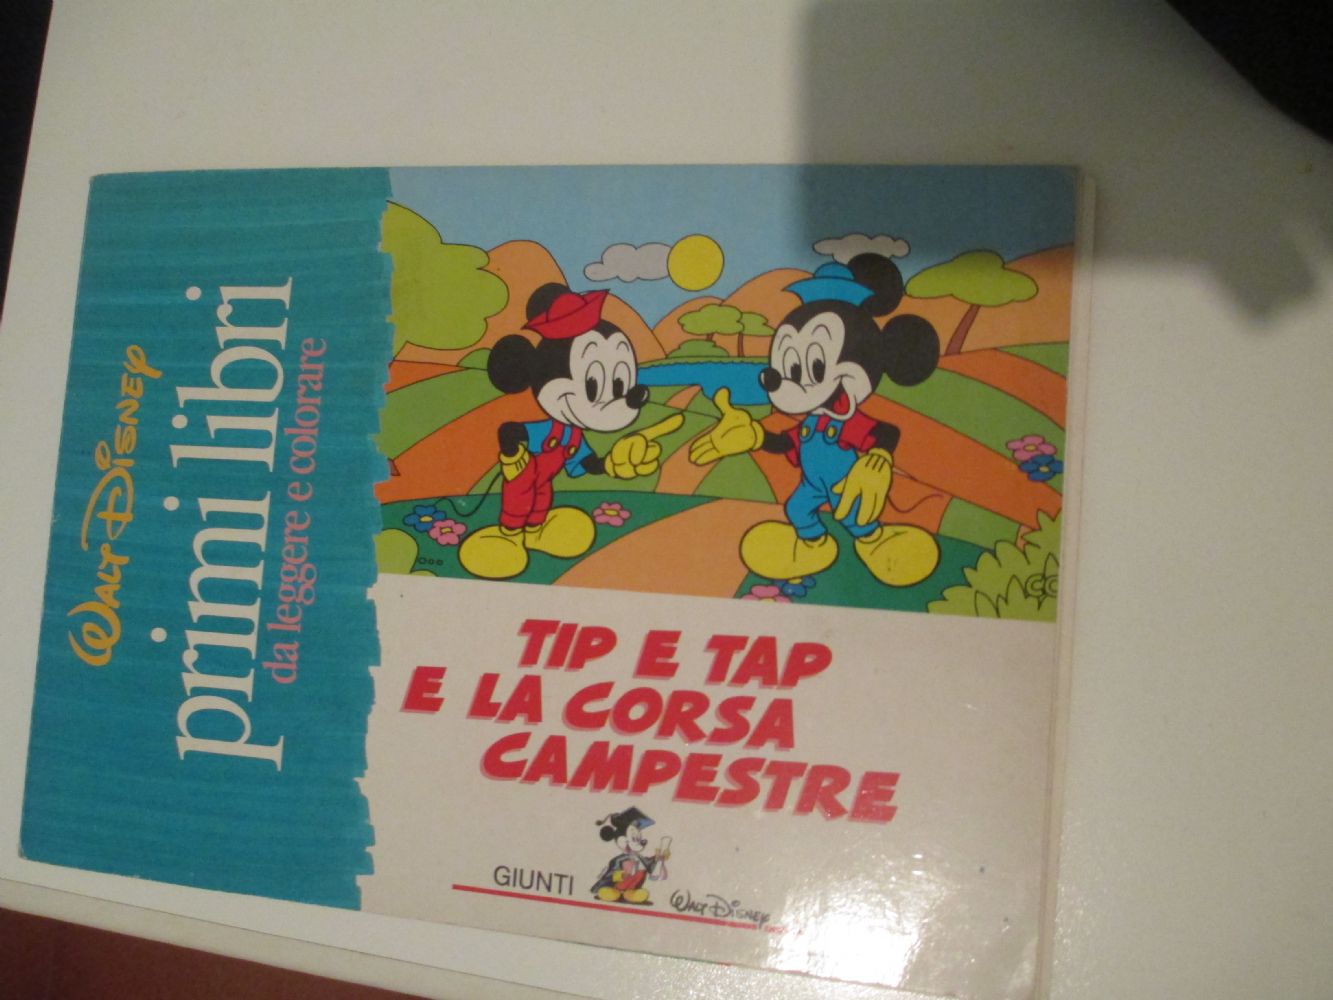 WALT DISNEY
primi libri
da leggere e colorare
TIP E TAP
E LA CORSA
CAMPESTRE
GIUNTI
WALT DISNEY